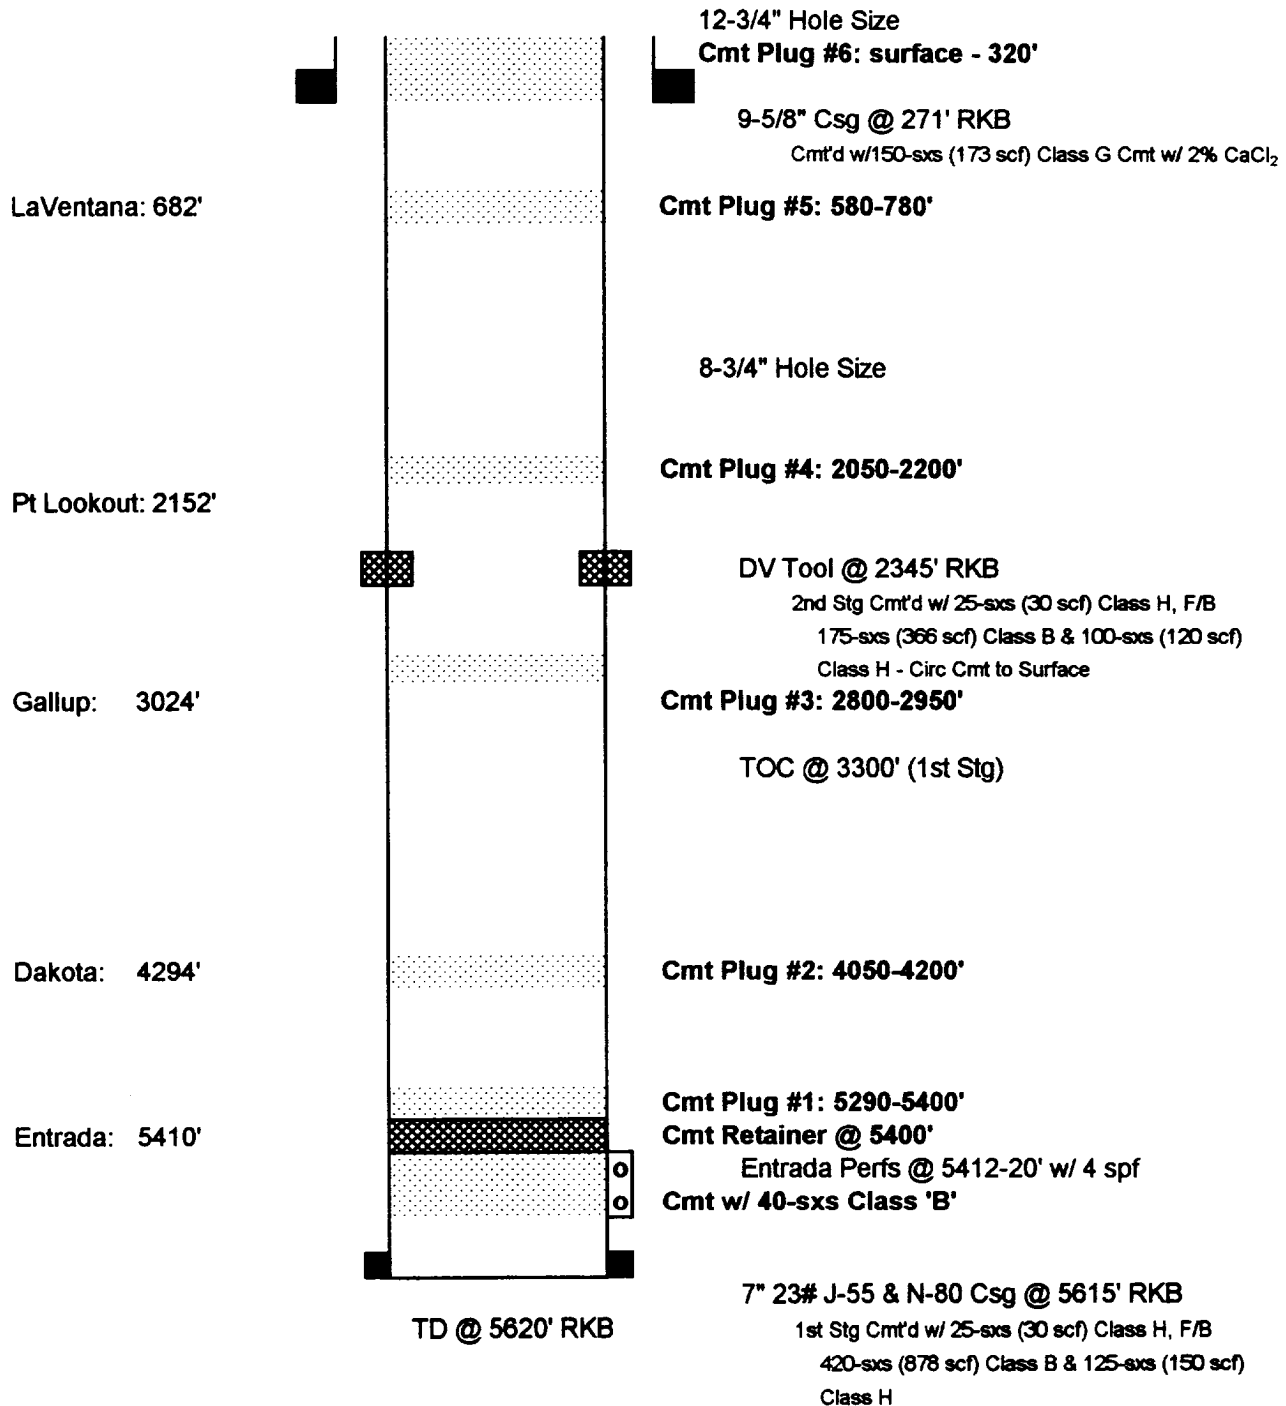 12-3/4" Hole Size
Cmt Plug #6: surface - 320'
9-5/8" Csg @ 271' RKB
Cmt'd w/150-sxs (173 scf) Class G Cmt w/ 2% CaCl₂
LaVentana: 682'
Cmt Plug #5: 580-780'
8-3/4" Hole Size
Cmt Plug #4: 2050-2200'
Pt Lookout: 2152'
DV Tool @ 2345' RKB
2nd Stg Cmt'd w/ 25-sxs (30 scf) Class H, F/B
175-sxs (366 scf) Class B & 100-sxs (120 scf)
Class H - Circ Cmt to Surface
Gallup: 3024'
Cmt Plug #3: 2800-2950'
TOC @ 3300' (1st Stg)
Dakota: 4294'
Cmt Plug #2: 4050-4200'
Cmt Plug #1: 5290-5400'
Entrada: 5410'
Cmt Retainer @ 5400'
Entrada Perfs @ 5412-20' w/ 4 spf
Cmt w/ 40-sxs Class 'B'
7" 23# J-55 & N-80 Csg @ 5615' RKB
TD @ 5620' RKB
1st Stg Cmt'd w/ 25-sxs (30 scf) Class H, F/B
420-sxs (878 scf) Class B & 125-sxs (150 scf)
Class H